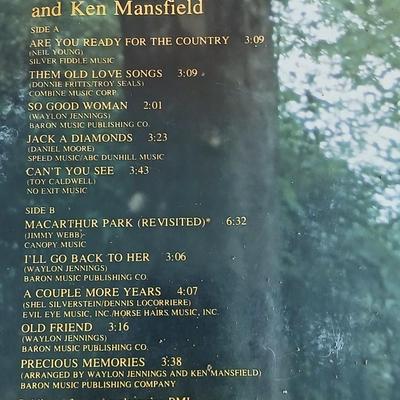 and Ken Mansfield
SIDE A
ARE YOU READY FOR THE COUNTRY 3:09
(NEIL YOUNG)
SILVER FIDDLE MUSIC
THEM OLD LOVE SONGS 3:09
(DONNIE FRITTS/TROY SEALS)
COMBINE MUSIC CORP.
SO GOOD WOMAN 2:01
(WAYLON JENNINGS)
BARON MUSIC PUBLISHING CO.
JACK A DIAMONDS 3:23
(DANIEL MOORE)
SPEED MUSIC/ABC DUNHILL MUSIC
CAN'T YOU SEE 3:43
(TOY CALDWELL)
NO EXIT MUSIC
SIDE B
MACARTHUR PARK (REVISITED)* 6:32
(JIMMY WEBB)
CANOPY MUSIC
I'LL GO BACK TO HER 3:06
(WAYLON JENNINGS)
BARON MUSIC PUBLISHING CO.
A COUPLE MORE YEARS 4:07
(SHEL SILVERSTEIN/DENNIS LOCORRIERE)
EVIL EYE MUSIC, INC./HORSE HAIRS MUSIC, INC.
OLD FRIEND 3:16
(WAYLON JENNINGS)
BARON MUSIC PUBLISHING CO.
PRECIOUS MEMORIES 3:38
(ARRANGED BY WAYLON JENNINGS AND KEN MANSFIELD)
BARON MUSIC PUBLISHING COMPANY